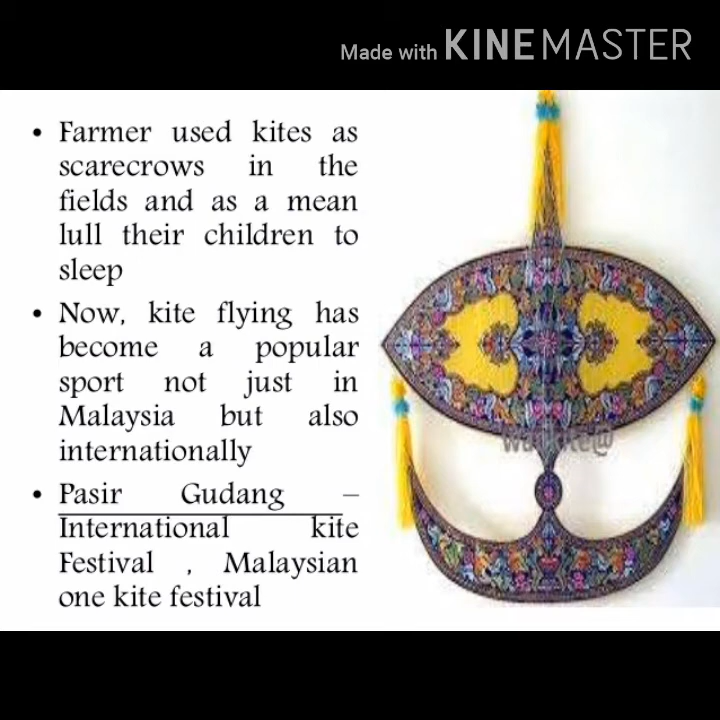 Made with KINEMASTER
• Farmer used kites as
scarecrows in the
fields and as a mean
lull their children to
sleep
• Now, kite flying has
become a popular
sport not just in
Malaysia but also
internationally
• Pasir Gudang –
International kite
Festival , Malaysian
one kite festival